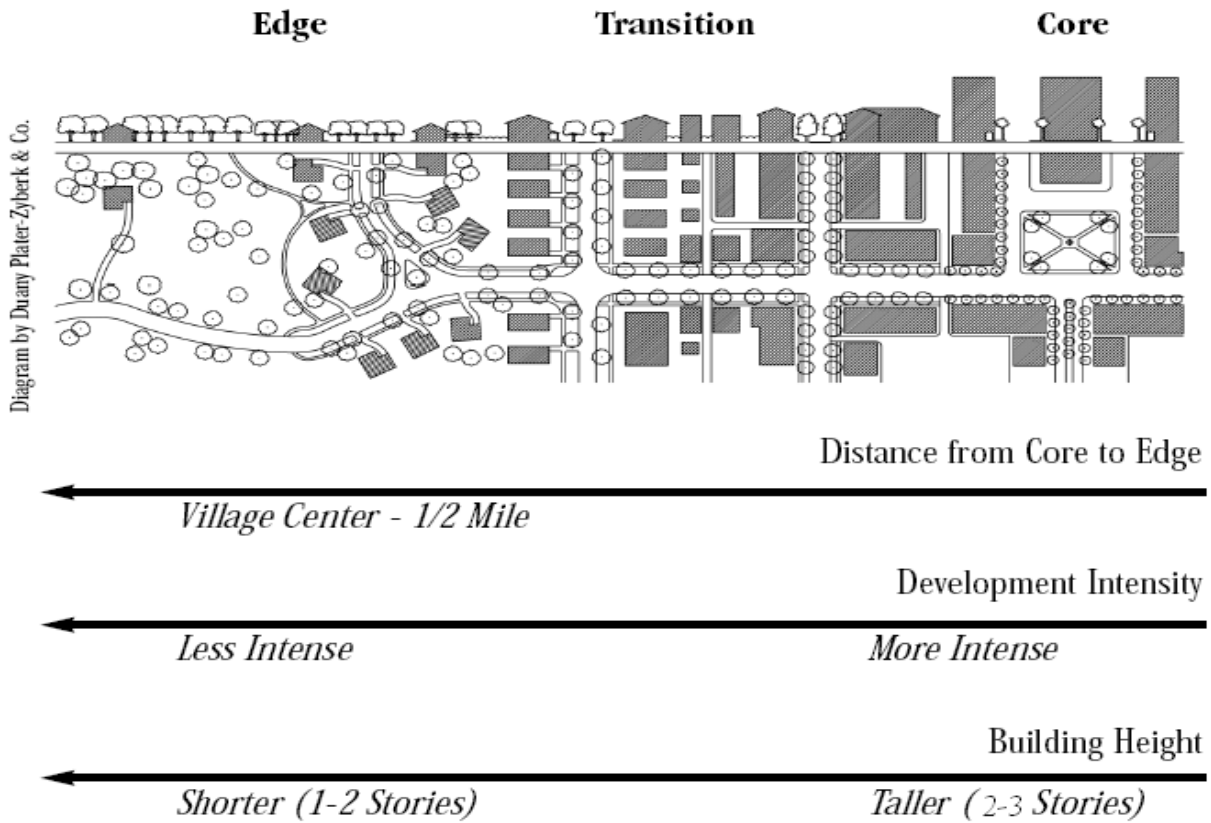 Edge Transition Core
Diagram by Duany Plater-Zyberk & Co.
Distance from Core to Edge
Village Center - 1/2 Mile
Development Intensity
Less Intense More Intense
Building Height
Shorter (1-2 Stories) Taller ( 2-3 Stories)